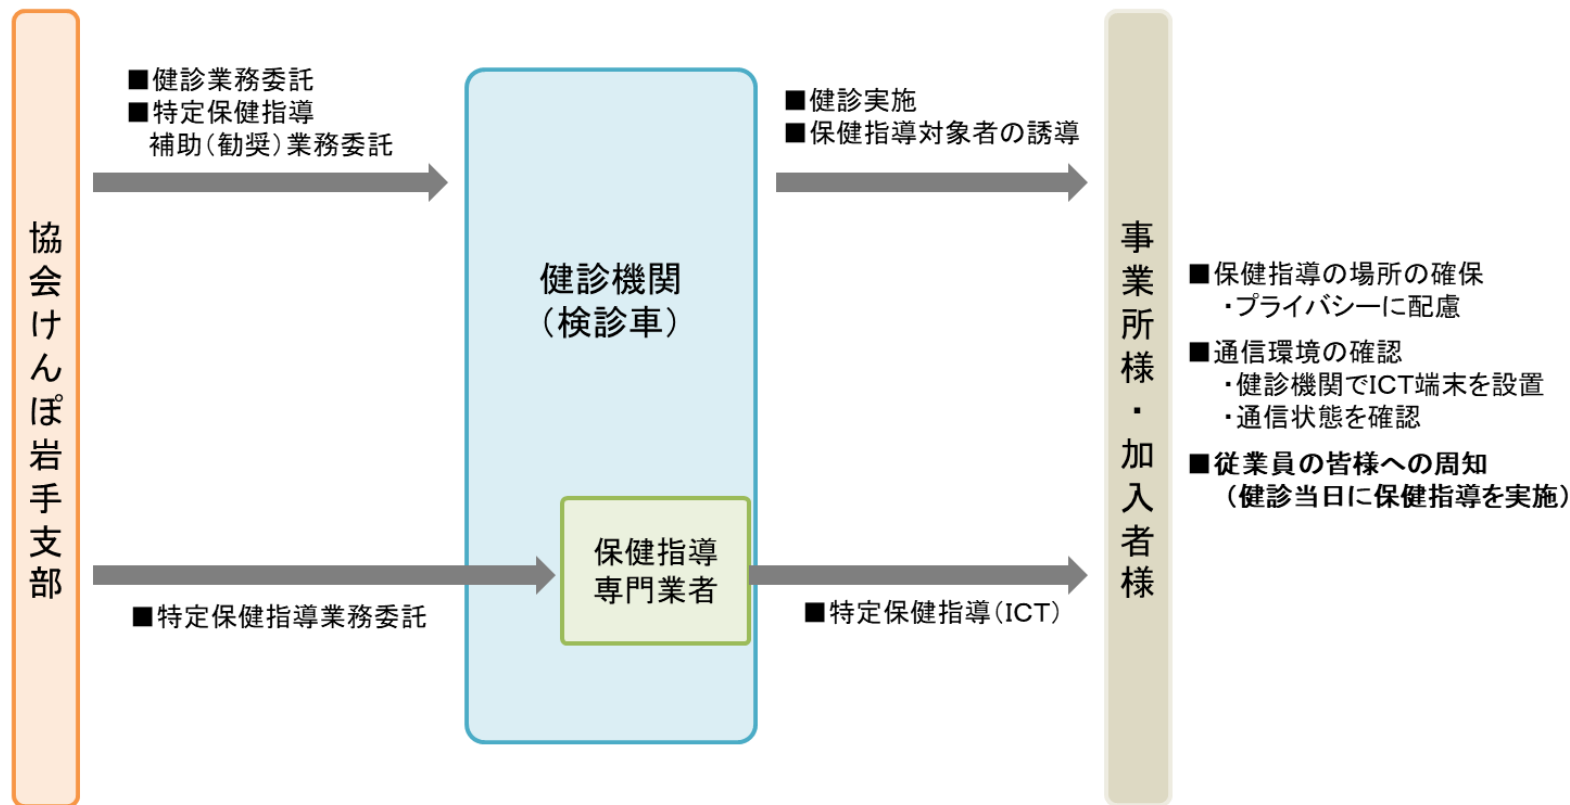 協会けんぽ岩手支部
■健診業務委託
■特定保健指導
補助(勧奨)業務委託
■特定保健指導業務委託
健診機関
(検診車)
保健指導
専門業者
■健診実施
■保健指導対象者の誘導
■特定保健指導(ICT)
事業所様・加入者様
■保健指導の場所の確保
・プライバシーに配慮
■通信環境の確認
・健診機関でICT端末を設置
・通信状態を確認
■従業員の皆様への周知
(健診当日に保健指導を実施)